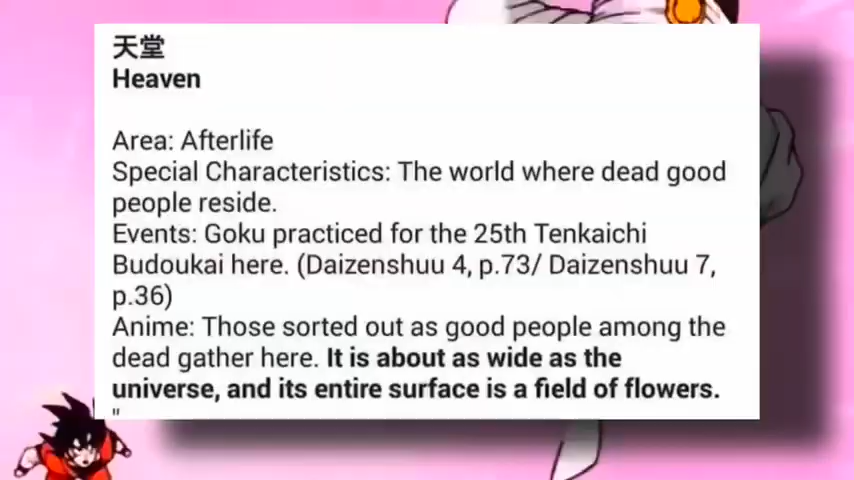 天堂
Heaven
Area: Afterlife
Special Characteristics: The world where dead good
people reside.
Events: Goku practiced for the 25th Tenkaichi
Budoukai here. (Daizenshuu 4, p.73/ Daizenshuu 7,
p.36)
Anime: Those sorted out as good people among the
dead gather here. It is about as wide as the
universe, and its entire surface is a field of flowers.
"